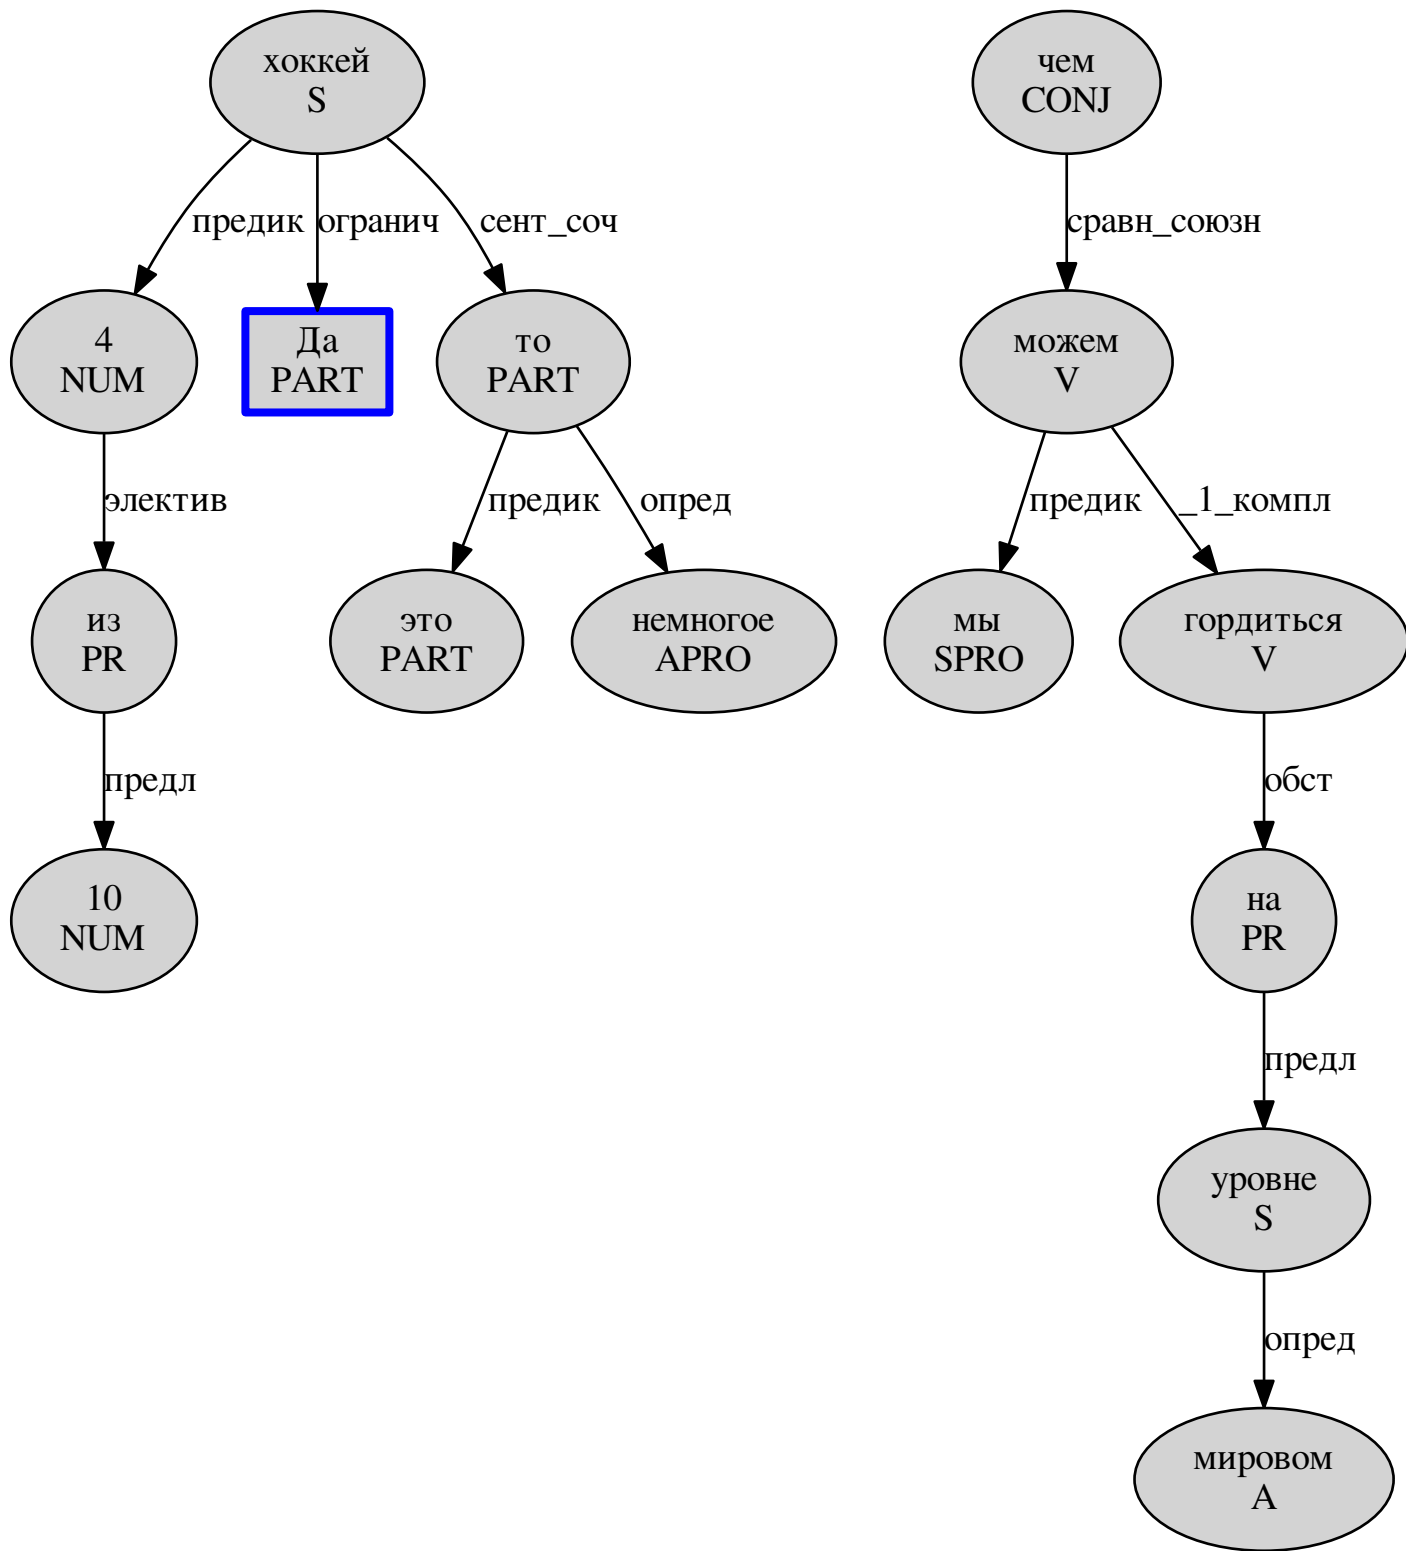 хоккей
S
чем
CONJ
предик
огранич
сент_соч
сравн_союзн
4
NUM
Да
PART
то
PART
можем
V
электив
предик
опред
предик
_1_компл
из
PR
это
PART
немногое
APRO
мы
SPRO
гордиться
V
предл
обст
10
NUM
на
PR
предл
уровне
S
опред
мировом
A